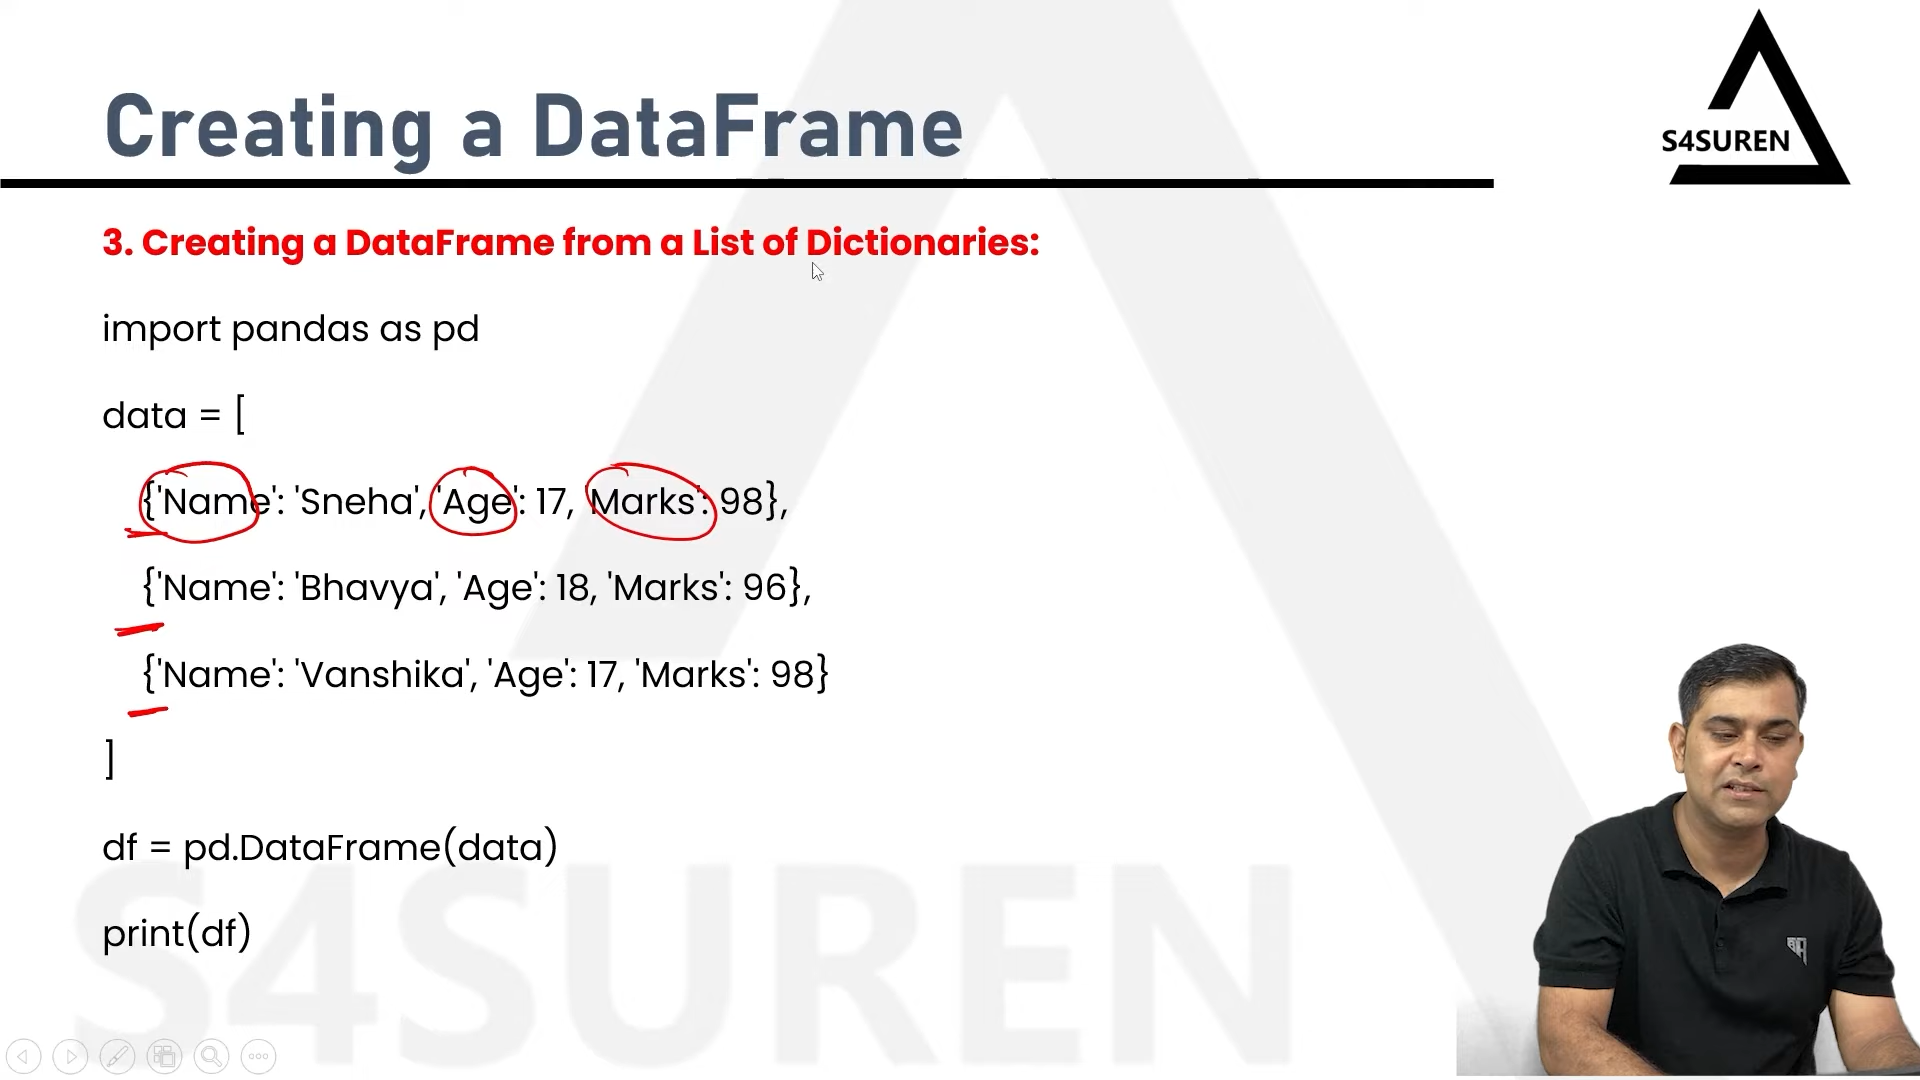 Creating a DataFrame
S4SUREN
3. Creating a DataFrame from a List of Dictionaries:
import pandas as pd
data = [
{'Name': 'Sneha', 'Age': 17, 'Marks': 98},
{'Name': 'Bhavya', 'Age': 18, 'Marks': 96},
{'Name': 'Vanshika', 'Age': 17, 'Marks': 98}
]
df = pd.DataFrame(data)
print(df)
S4SUREN